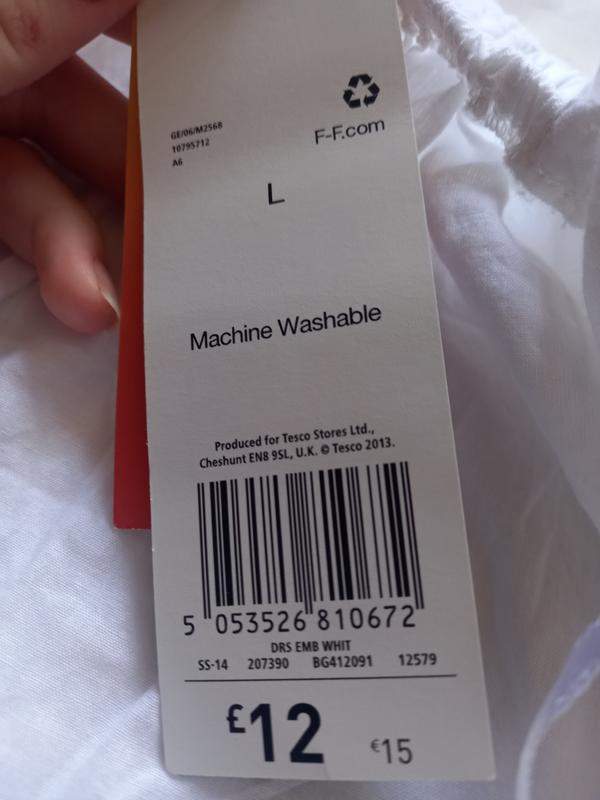 GE/06/M2568
10795712
A6
F-F.com
L
Machine Washable
Produced for Tesco Stores Ltd.,
Cheshunt EN8 9SL, U.K. © Tesco 2013.
5 053526 810672
DRS EMB WHIT
SS-14 207390 BG412091 12579
£12 €15